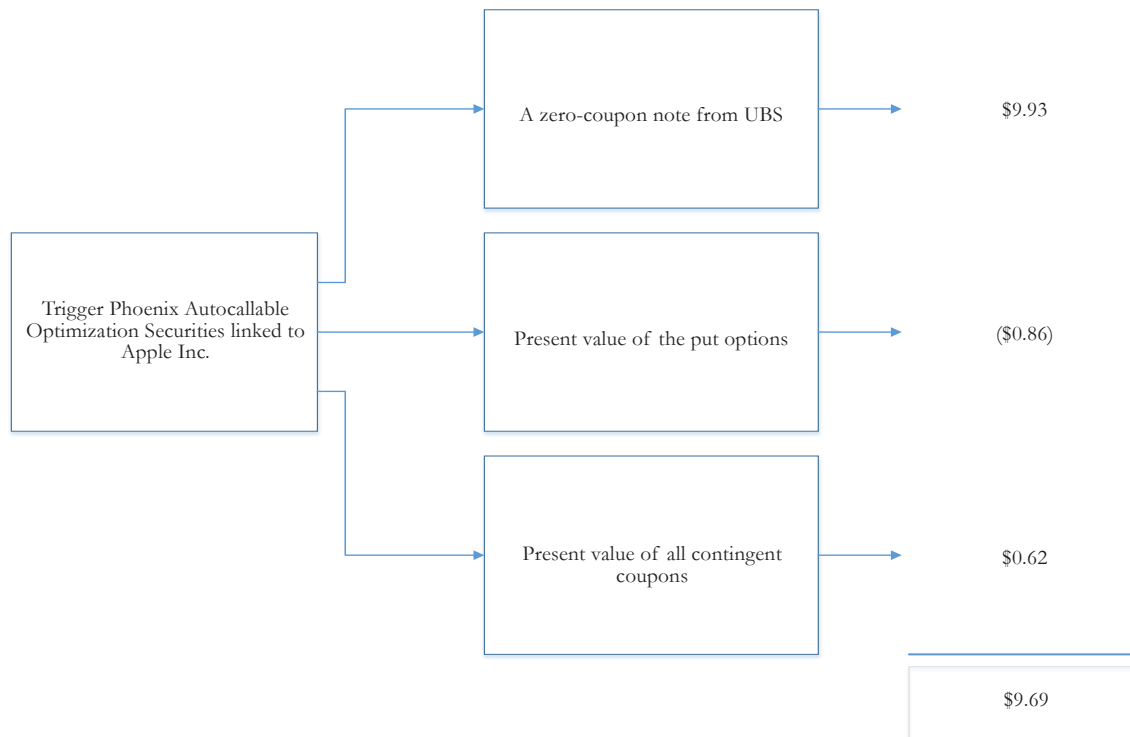 A zero-coupon note from UBS
$9.93
Trigger Phoenix Autocallable
Optimization Securities linked to
Apple Inc.
Present value of the put options
($0.86)
Present value of all contingent
coupons
$0.62
$9.69